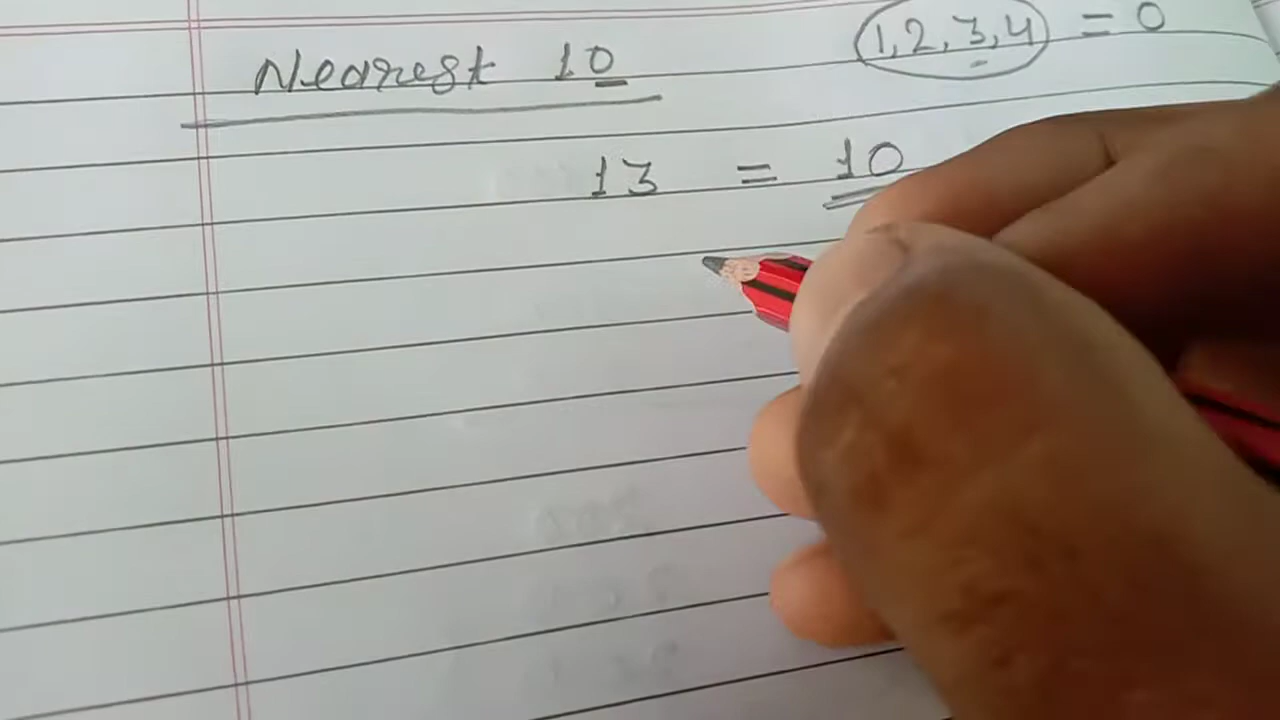 Nearest 10
1,2,3,4 = 0
13 = 10